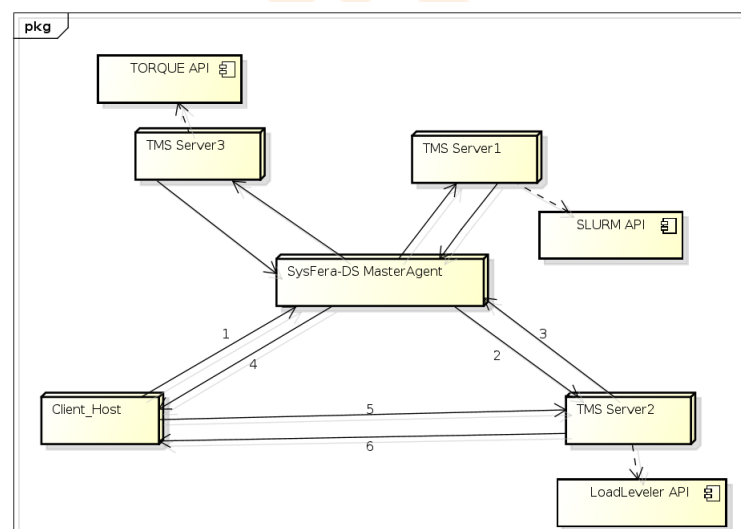 pkg
TORQUE API
TMS Server3
TMS Server1
SLURM API
SysFera-DS MasterAgent
1
4
2
3
Client_Host
5
6
TMS Server2
LoadLeveler API